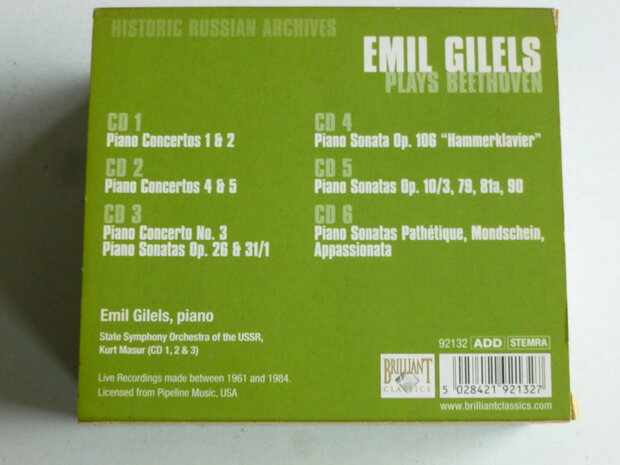 HISTORIC RUSSIAN ARCHIVES
EMIL GILELS
PLAYS BEETHOVEN
CD 1
Piano Concertos 1 & 2
CD 2
Piano Concertos 4 & 5
CD 3
Piano Concerto No. 3
Piano Sonatas Op. 26 & 31/1
CD 4
Piano Sonata Op. 106 “Hammerklavier”
CD 5
Piano Sonatas Op. 10/3, 79, 81a, 90
CD 6
Piano Sonatas Pathétique, Mondschein,
Appassionata
Emil Gilels, piano
State Symphony Orchestra of the USSR,
Kurt Masur (CD 1, 2 & 3)
Live Recordings made between 1961 and 1984.
Licensed from Pipeline Music, USA
92132 ADD STEMRA
BRILLIANT
CLASSICS
5 028421 921327
www.brilliantclassics.com